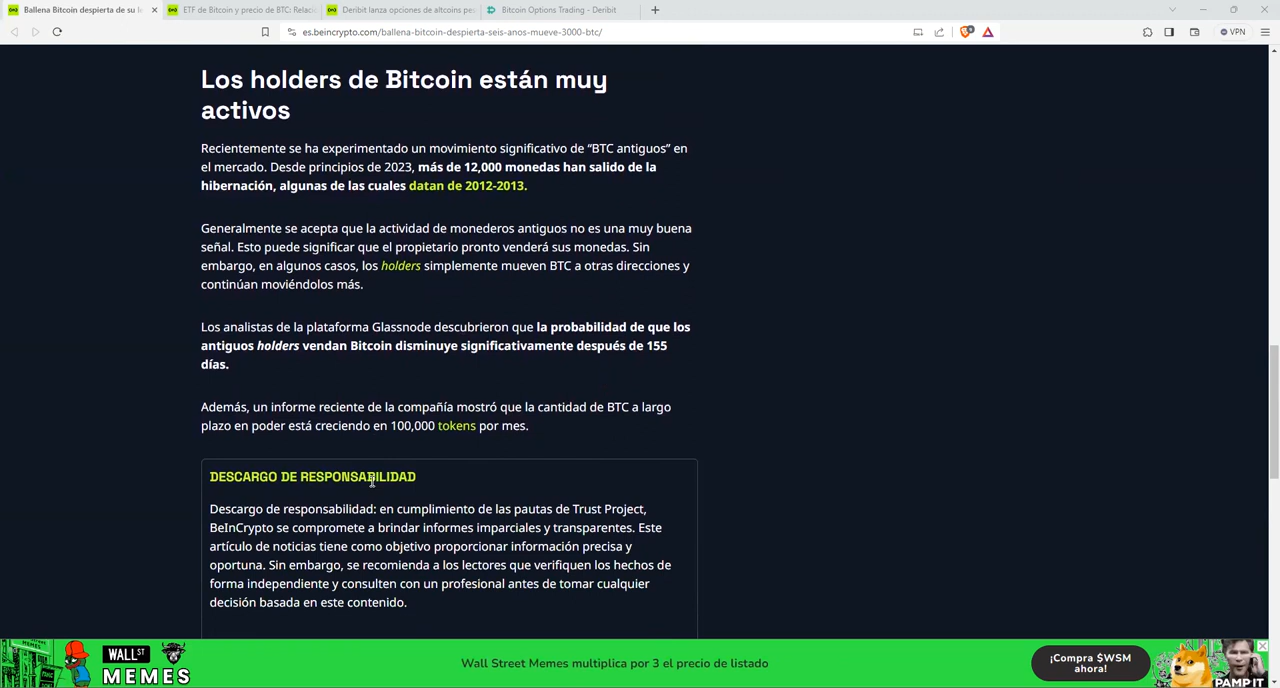 Ballena Bitcoin despierta de su l
ETF de Bitcoin y precio de BTC: Relaci
Deribit lanza opciones de altcoins pes
Bitcoin Options Trading - Deribit
es.beincrypto.com/ballena-bitcoin-despierta-seis-anos-mueve-3000-btc/
VPN
Los holders de Bitcoin están muy
activos
Recientemente se ha experimentado un movimiento significativo de “BTC antiguos” en
el mercado. Desde principios de 2023, más de 12,000 monedas han salido de la
hibernación, algunas de las cuales datan de 2012-2013.
Generalmente se acepta que la actividad de monederos antiguos no es una muy buena
señal. Esto puede significar que el propietario pronto venderá sus monedas. Sin
embargo, en algunos casos, los holders simplemente mueven BTC a otras direcciones y
continúan moviéndolos más.
Los analistas de la plataforma Glassnode descubrieron que la probabilidad de que los
antiguos holders vendan Bitcoin disminuye significativamente después de 155
días.
Además, un informe reciente de la compañía mostró que la cantidad de BTC a largo
plazo en poder está creciendo en 100,000 tokens por mes.
DESCARGO DE RESPONSABILIDAD
Descargo de responsabilidad: en cumplimiento de las pautas de Trust Project,
BeInCrypto se compromete a brindar informes imparciales y transparentes. Este
artículo de noticias tiene como objetivo proporcionar información precisa y
oportuna. Sin embargo, se recomienda a los lectores que verifiquen los hechos de
forma independiente y consulten con un profesional antes de tomar cualquier
decisión basada en este contenido.
WALL ST
MEMES
Wall Street Memes multiplica por 3 el precio de listado
¡Compra $WSM
ahora!
PAMP IT